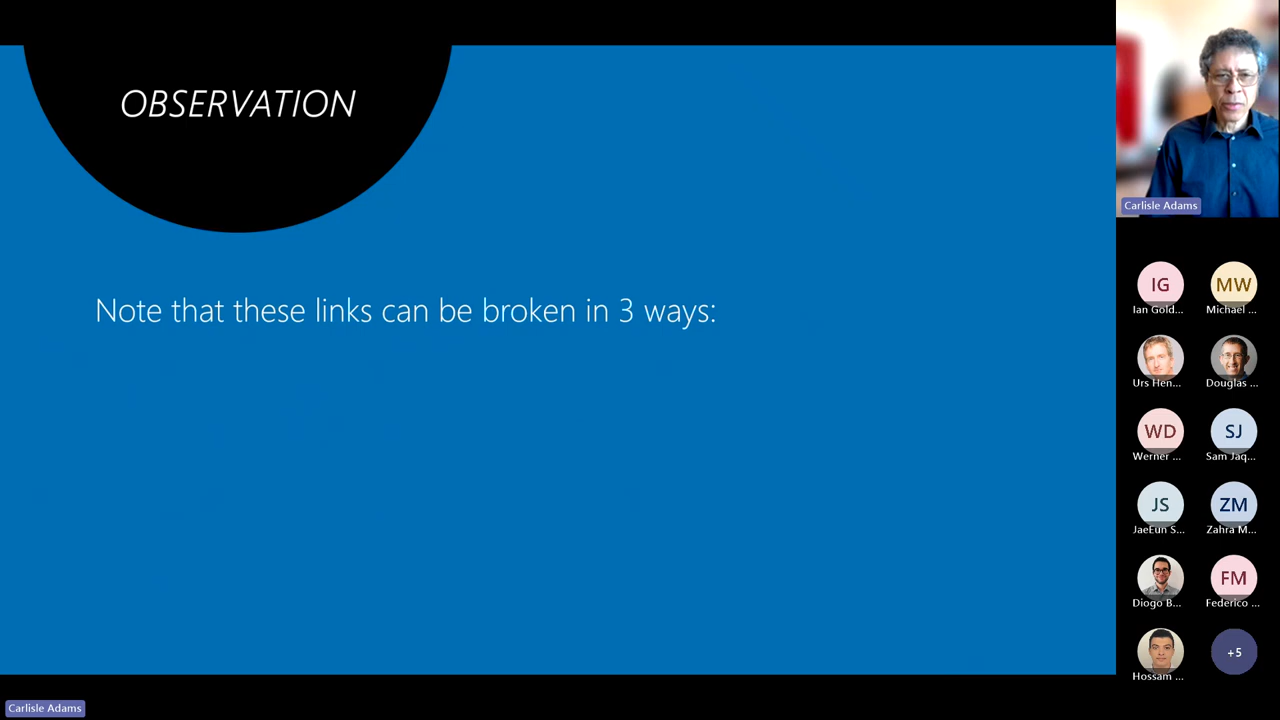 OBSERVATION
Note that these links can be broken in 3 ways:
Carlisle Adams
IG
Ian Gold...
MW
Michael ...
Urs Hen...
Douglas ...
WD
Werner ...
SJ
Sam Jaq...
JS
JaeEun S...
ZM
Zahra M...
Diogo B...
FM
Federico ...
Hossam ...
+5
Carlisle Adams